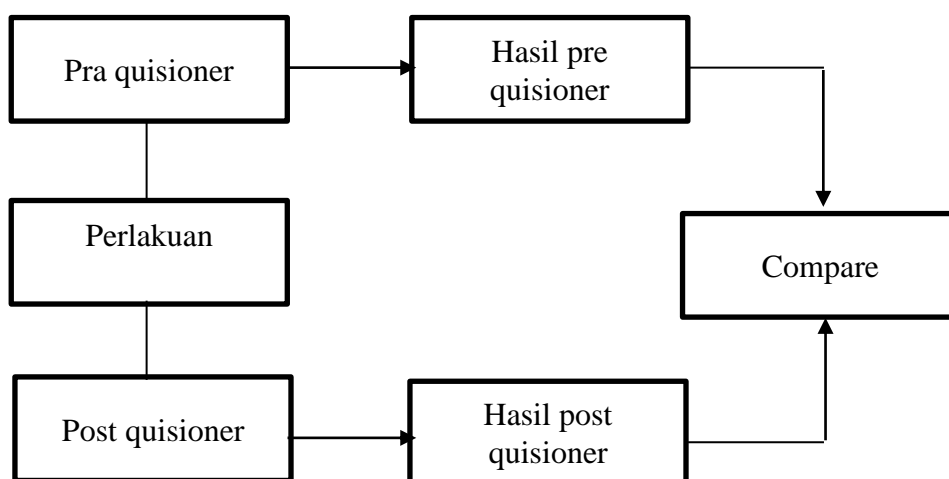 Pra quisioner
Hasil pre
quisioner
Perlakuan
Compare
Post quisioner
Hasil post
quisioner